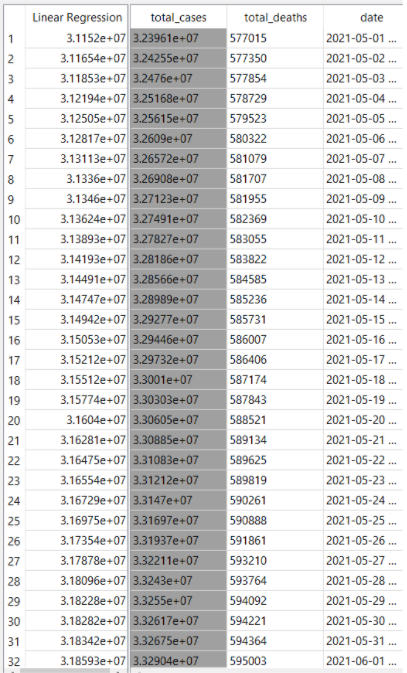 Linear Regression total_cases total_deaths date
1 3.1152e+07 3.23961e+07 577015 2021-05-01 ...
2 3.11654e+07 3.24255e+07 577350 2021-05-02 ...
3 3.11853e+07 3.2476e+07 577854 2021-05-03 ...
4 3.12194e+07 3.25168e+07 578729 2021-05-04 ...
5 3.12505e+07 3.25615e+07 579523 2021-05-05 ...
6 3.12817e+07 3.2609e+07 580322 2021-05-06 ...
7 3.13113e+07 3.26572e+07 581079 2021-05-07 ...
8 3.1336e+07 3.26908e+07 581707 2021-05-08 ...
9 3.1346e+07 3.27123e+07 581955 2021-05-09 ...
10 3.13624e+07 3.27491e+07 582369 2021-05-10 ...
11 3.13893e+07 3.27827e+07 583055 2021-05-11 ...
12 3.14193e+07 3.28186e+07 583822 2021-05-12 ...
13 3.14491e+07 3.28566e+07 584585 2021-05-13 ...
14 3.14747e+07 3.28989e+07 585236 2021-05-14 ...
15 3.14942e+07 3.29277e+07 585731 2021-05-15 ...
16 3.15053e+07 3.29446e+07 586007 2021-05-16 ...
17 3.15212e+07 3.29732e+07 586406 2021-05-17 ...
18 3.15512e+07 3.3001e+07 587174 2021-05-18 ...
19 3.15774e+07 3.30303e+07 587843 2021-05-19 ...
20 3.1604e+07 3.30605e+07 588521 2021-05-20 ...
21 3.16281e+07 3.30885e+07 589134 2021-05-21 ...
22 3.16475e+07 3.31083e+07 589625 2021-05-22 ...
23 3.16554e+07 3.31212e+07 589819 2021-05-23 ...
24 3.16729e+07 3.3147e+07 590261 2021-05-24 ...
25 3.16975e+07 3.31697e+07 590888 2021-05-25 ...
26 3.17354e+07 3.31937e+07 591861 2021-05-26 ...
27 3.17878e+07 3.32211e+07 593210 2021-05-27 ...
28 3.18096e+07 3.3243e+07 593764 2021-05-28 ...
29 3.18228e+07 3.3255e+07 594092 2021-05-29 ...
30 3.18282e+07 3.32617e+07 594221 2021-05-30 ...
31 3.18342e+07 3.32675e+07 594364 2021-05-31 ...
32 3.18593e+07 3.32904e+07 595003 2021-06-01 ...